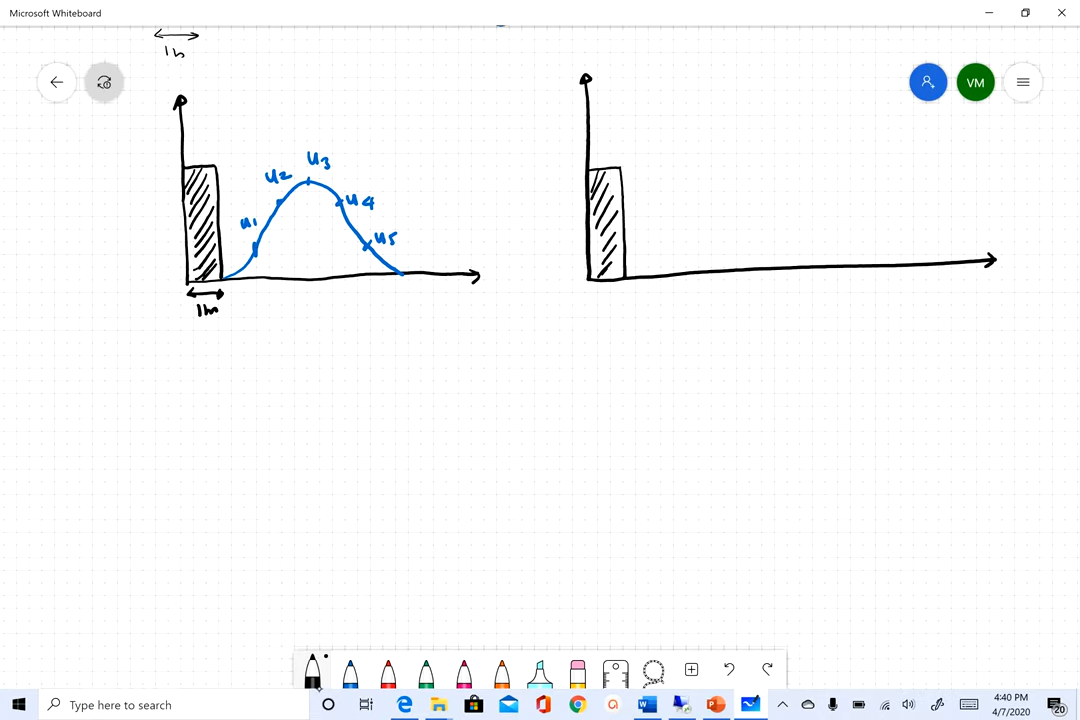 Microsoft Whiteboard
1h
VM
u1
u2
u3
u4
u5
1h
Type here to search
4:40 PM
4/7/2020
20